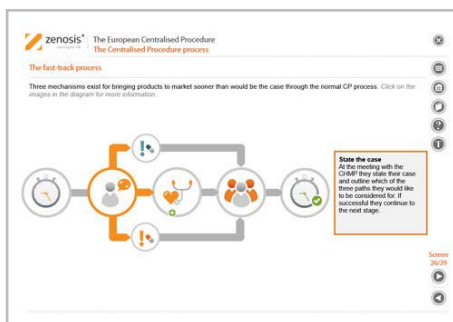 zenosis®
The European Centralised Procedure
The Centralised Procedure process
The fast-track process
Three mechanisms exist for bringing products to market sooner than would be the case through the normal CP process. Click on the
images in the diagram for more information.
State the case
At the meeting with the
CHMP they state their case
and outline which of the
three paths they would like
to be considered for. If
successful they continue to
the next stage.
Screen
26/29